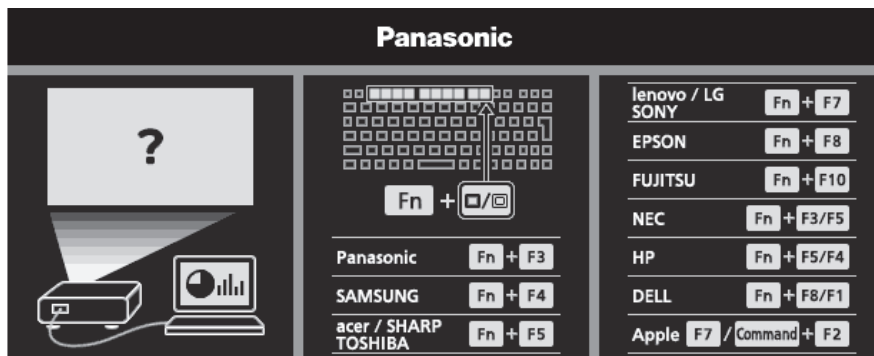 Panasonic
?
Fn + □/回
Panasonic Fn + F3
SAMSUNG Fn + F4
acer / SHARP
TOSHIBA Fn + F5
lenovo / LG
SONY Fn + F7
EPSON Fn + F8
FUJITSU Fn + F10
NEC Fn + F3/F5
HP Fn + F5/F4
DELL Fn + F8/F1
Apple F7 / Command + F2